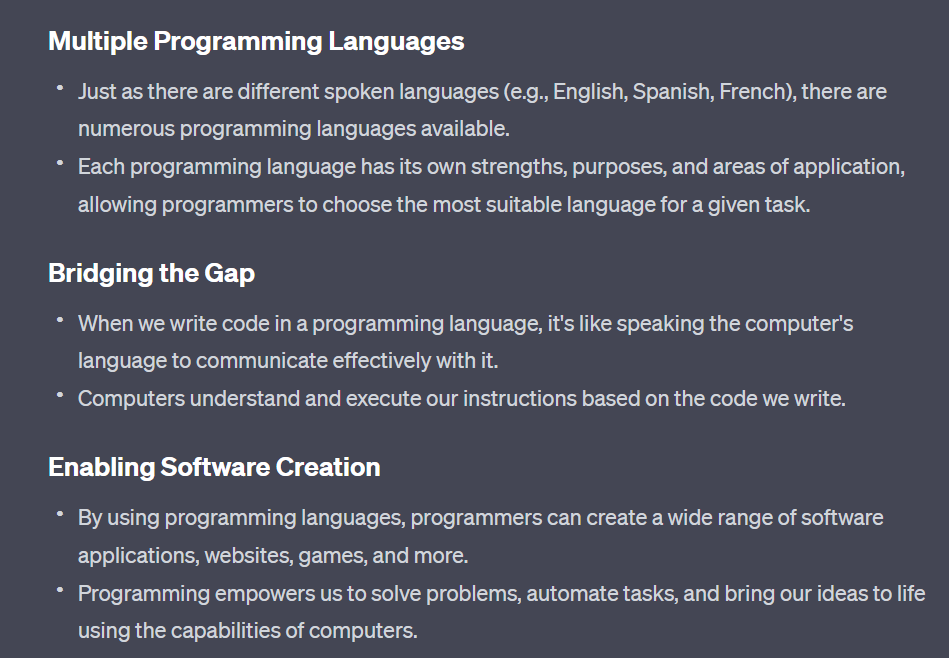 Multiple Programming Languages
• Just as there are different spoken languages (e.g., English, Spanish, French), there are
numerous programming languages available.
• Each programming language has its own strengths, purposes, and areas of application,
allowing programmers to choose the most suitable language for a given task.
Bridging the Gap
• When we write code in a programming language, it's like speaking the computer's
language to communicate effectively with it.
• Computers understand and execute our instructions based on the code we write.
Enabling Software Creation
• By using programming languages, programmers can create a wide range of software
applications, websites, games, and more.
• Programming empowers us to solve problems, automate tasks, and bring our ideas to life
using the capabilities of computers.